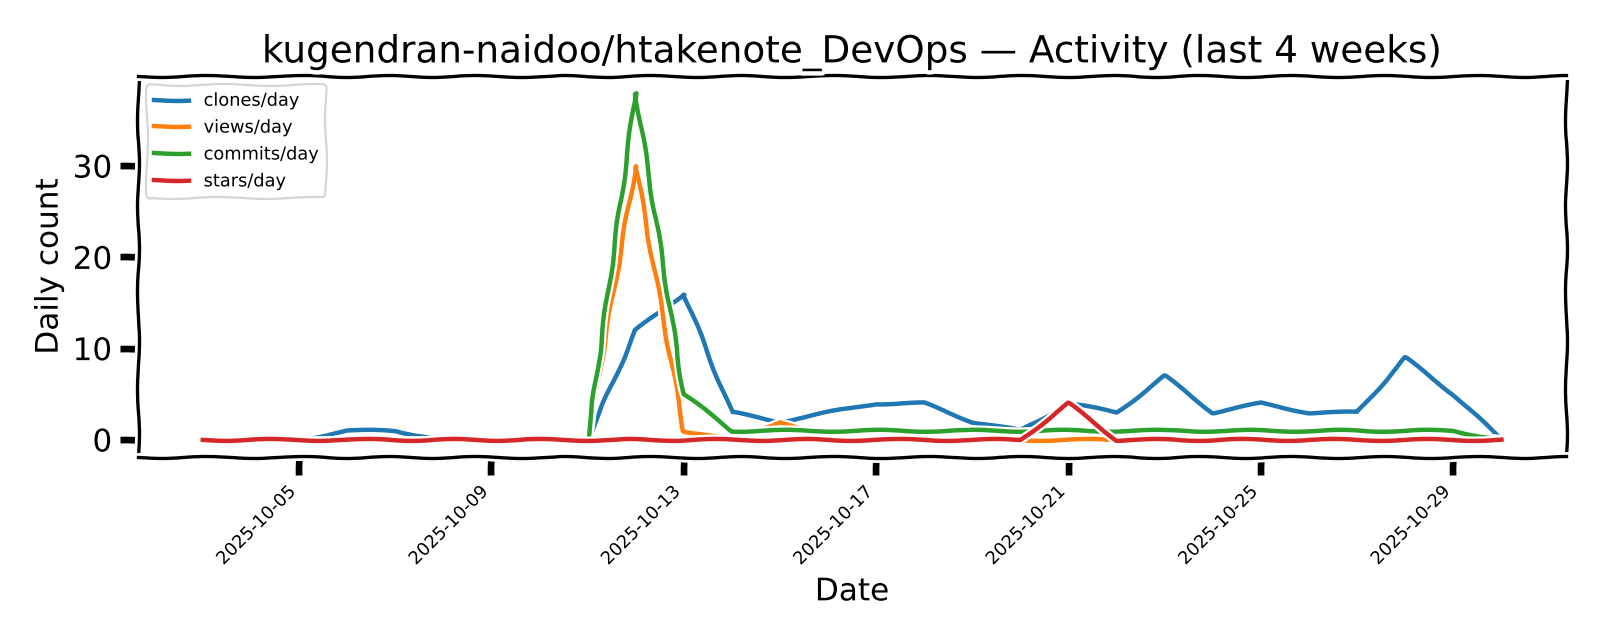 kugendran-naidoo/htakenote_DevOps — Activity (last 4 weeks)
clones/day
views/day
commits/day
stars/day
Daily count
30
20
10
0
2025-10-05
2025-10-09
2025-10-13
2025-10-17
2025-10-21
2025-10-25
2025-10-29
Date